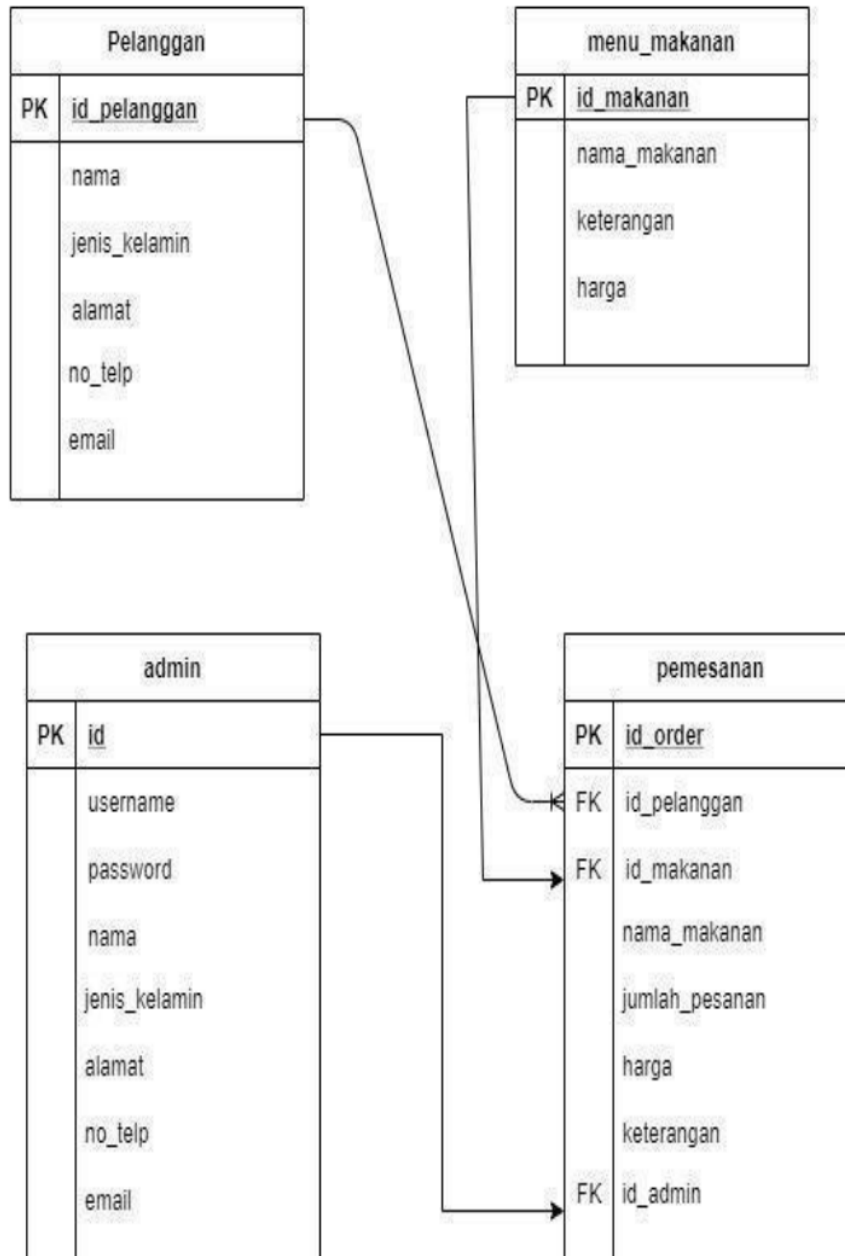 Pelanggan
PK id_pelanggan
nama
jenis_kelamin
alamat
no_telp
email
menu_makanan
PK id_makanan
nama_makanan
keterangan
harga
admin
PK id
username
password
nama
jenis_kelamin
alamat
no_telp
email
pemesanan
PK id_order
FK id_pelanggan
FK id_makanan
nama_makanan
jumlah_pesanan
harga
keterangan
FK id_admin